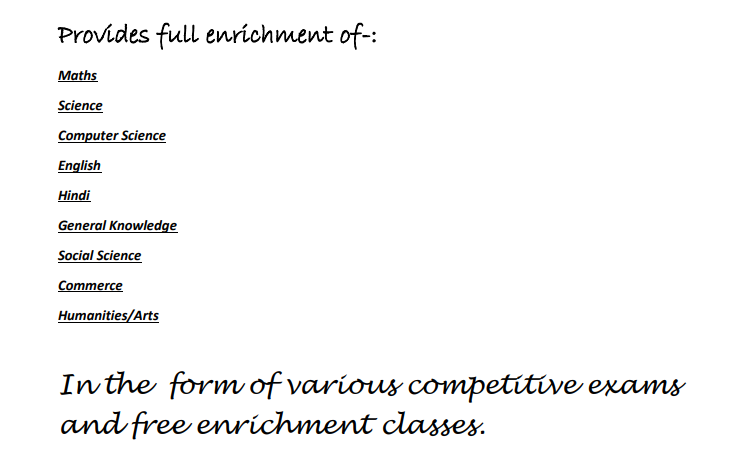 Provides full enrichment of-:
Maths
Science
Computer Science
English
Hindi
General Knowledge
Social Science
Commerce
Humanities/Arts
In the  form of various competitive exams
and free enrichment classes.